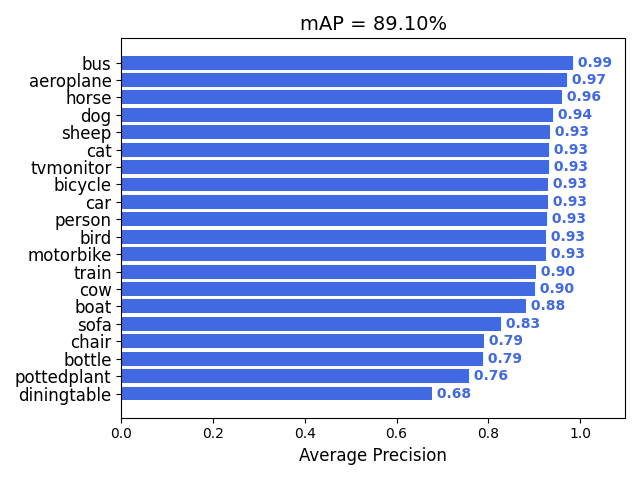 mAP = 89.10%
bus 0.99
aeroplane 0.97
horse 0.96
dog 0.94
sheep 0.93
cat 0.93
tvmonitor 0.93
bicycle 0.93
car 0.93
person 0.93
bird 0.93
motorbike 0.93
train 0.90
cow 0.90
boat 0.88
sofa 0.83
chair 0.79
bottle 0.79
pottedplant 0.76
diningtable 0.68
0.0 0.2 0.4 0.6 0.8 1.0
Average Precision